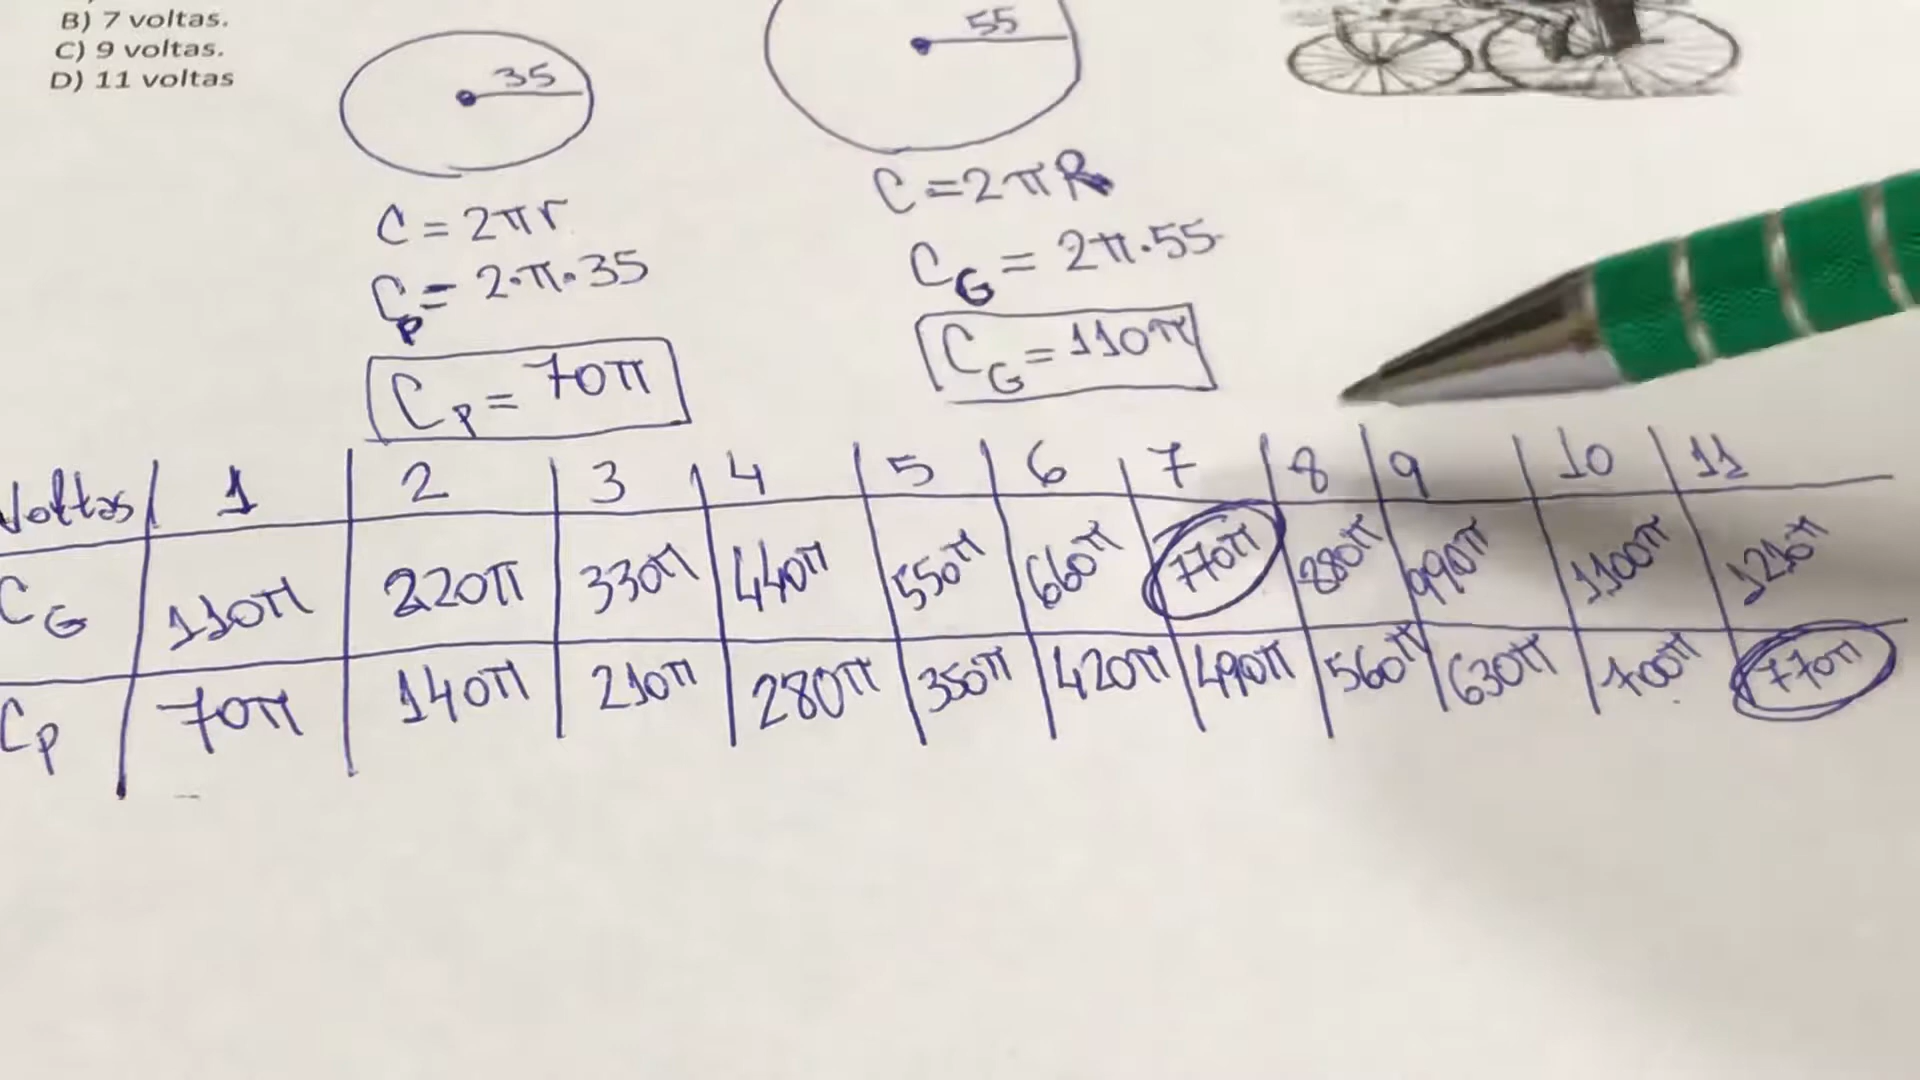 B) 7 voltas.
C) 9 voltas.
D) 11 voltas
35
55
C = 2πr
C = 2πR
Cp = 2.π.35
CG = 2π.55
Cp = 70π
CG = 110π
Voltas 1 2 3 4 5 6 7 8 9 10 11
CG 110π 220π 330π 440π 550π 660π 770π 880π 990π 1100π 1210π
Cp 70π 140π 210π 280π 350π 420π 490π 560π 630π 700π 770π